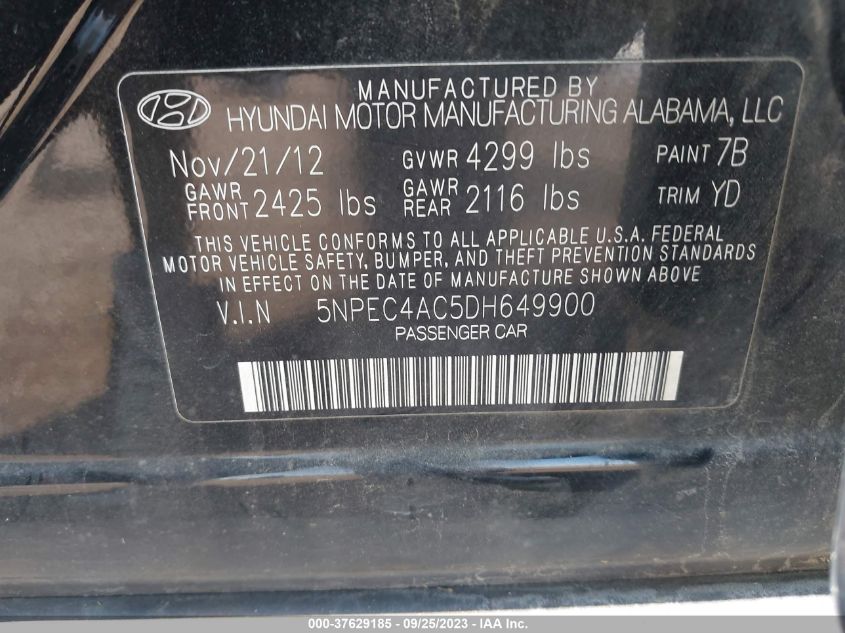 MANUFACTURED BY
HYUNDAI MOTOR MANUFACTURING ALABAMA, LLC
Nov/21/12 GVWR 4299 lbs PAINT 7B
GAWR FRONT 2425 lbs GAWR REAR 2116 lbs TRIM YD
THIS VEHICLE CONFORMS TO ALL APPLICABLE U.S.A. FEDERAL
MOTOR VEHICLE SAFETY, BUMPER, AND THEFT PREVENTION STANDARDS
IN EFFECT ON THE DATE OF MANUFACTURE SHOWN ABOVE
V.I.N 5NPEC4AC5DH649900
PASSENGER CAR
000-37629185 - 09/25/2023 - IAAI.com